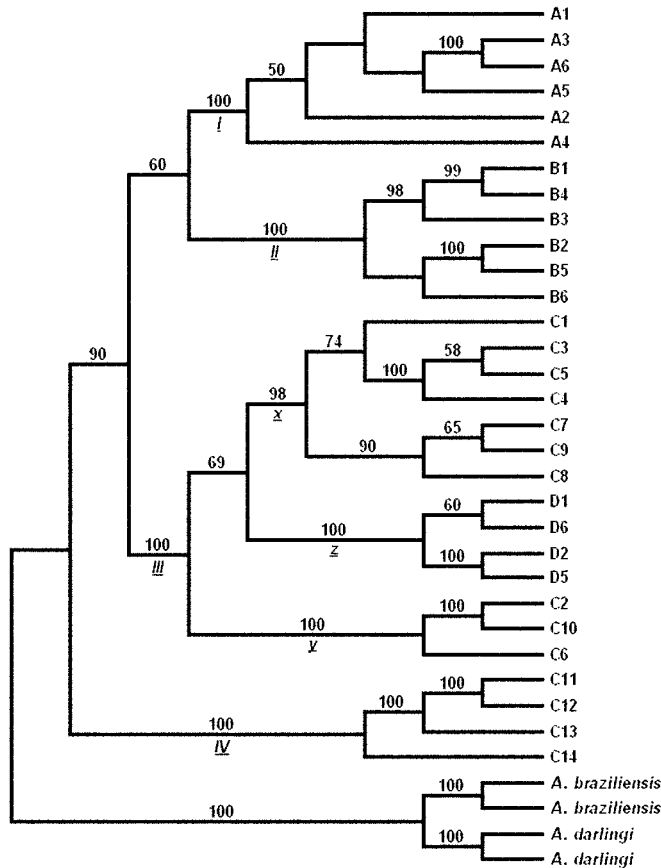 A1
100
A3
A6
50
A5
100
I
A2
A4
60
99
B1
98
B4
B3
100
II
100
B2
B5
B6
C1
90
74
58
C3
100
C5
98
x
C4
65
C7
90
C9
69
C8
60
D1
100
z
D6
100
III
100
D2
D5
100
C2
100
y
C10
C6
100
C11
100
C12
100
IV
C13
C14
100
A. braziliensis
100
A. braziliensis
100
A. darlingi
A. darlingi